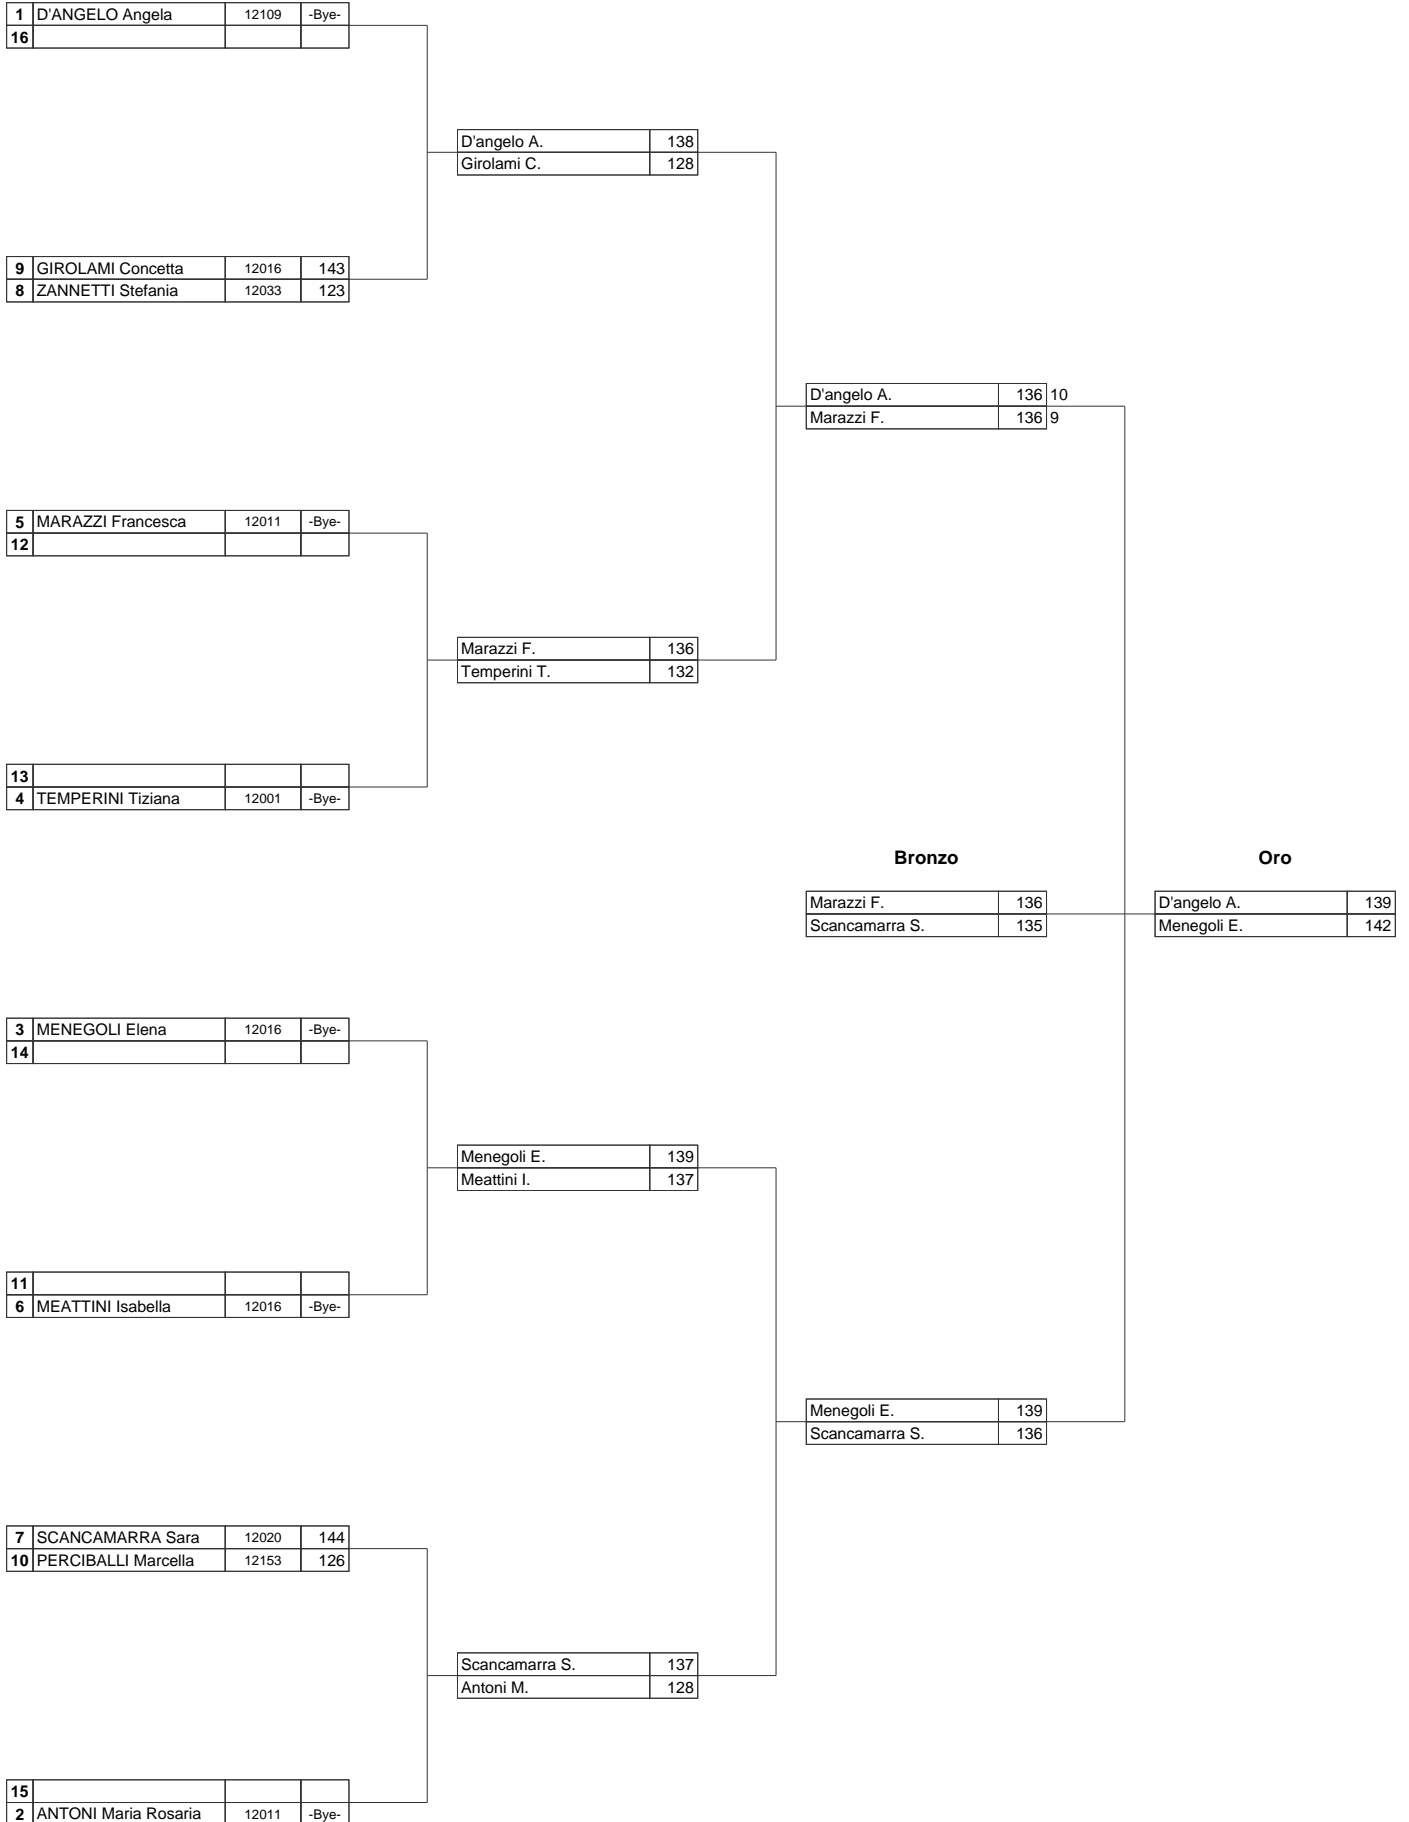 1 D'ANGELO Angela 12109 -Bye-
16
D'angelo A. 138
Girolami C. 128
9 GIROLAMI Concetta 12016 143
8 ZANNETTI Stefania 12033 123
D'angelo A. 136 10
Marazzi F. 136 9
5 MARAZZI Francesca 12011 -Bye-
12
Marazzi F. 136
Temperini T. 132
13
4 TEMPERINI Tiziana 12001 -Bye-
Bronzo Oro
Marazzi F. 136 D'angelo A. 139
Scancamarra S. 135 Menegoli E. 142
3 MENEGOLI Elena 12016 -Bye-
14
Menegoli E. 139
Meattini I. 137
11
6 MEATTINI Isabella 12016 -Bye-
Menegoli E. 139
Scancamarra S. 136
7 SCANCAMARRA Sara 12020 144
10 PERCIBALLI Marcella 12153 126
Scancamarra S. 137
Antoni M. 128
15
2 ANTONI Maria Rosaria 12011 -Bye-